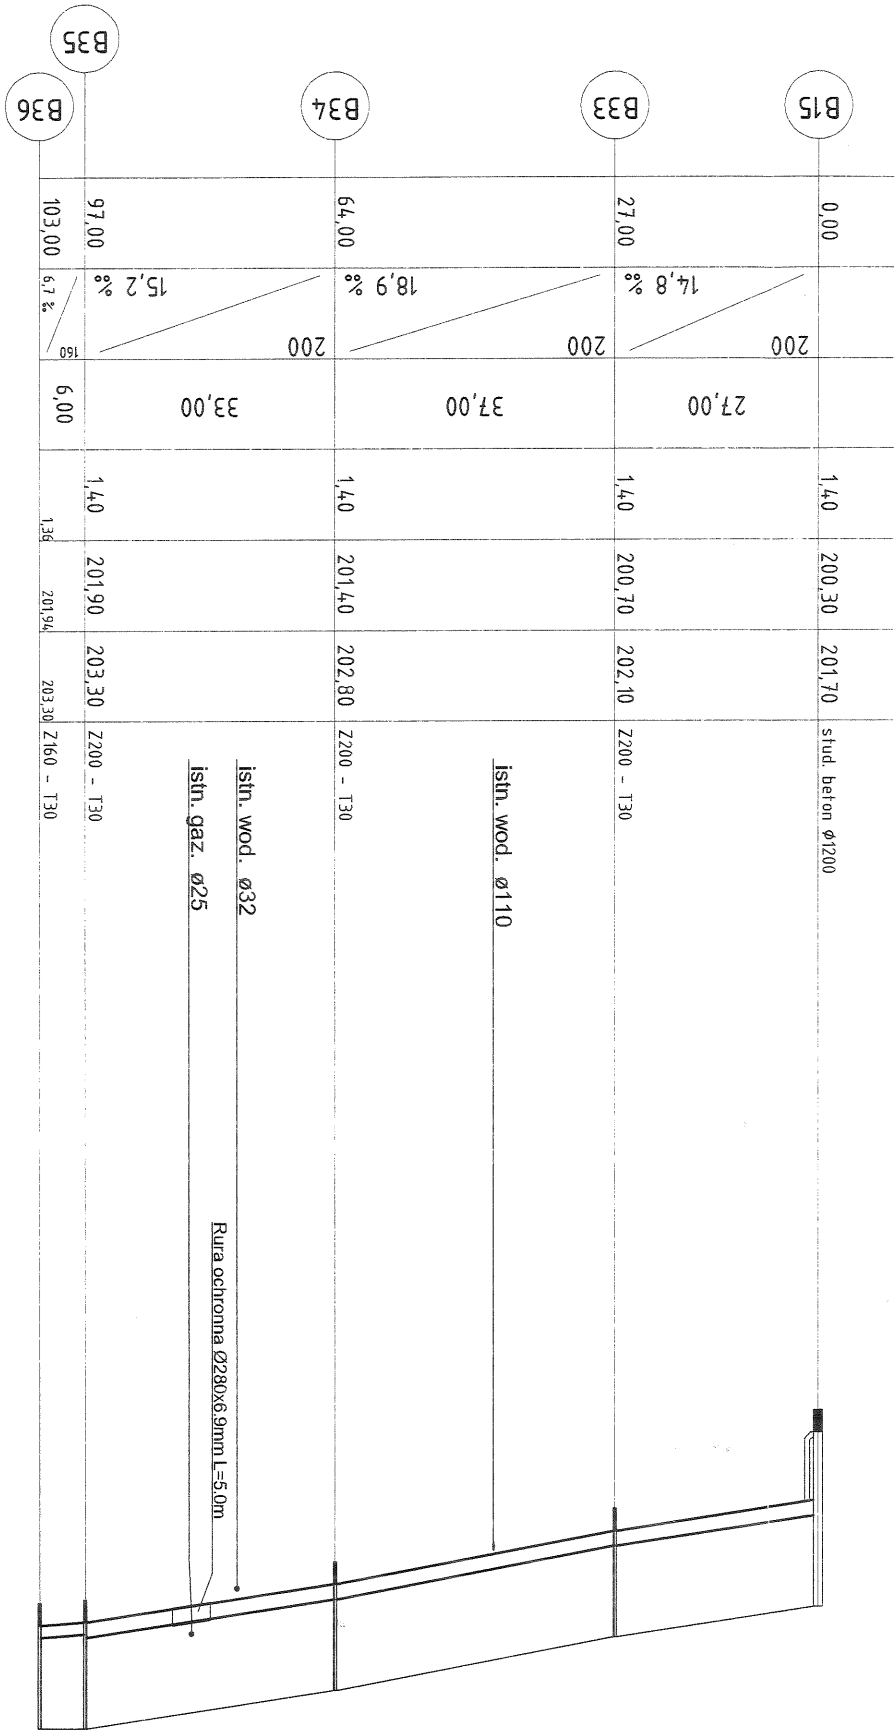 B36
B35
B34
B33
B15
103,00
97,00
64,00
27,00
0,00
6,7 ‰
15,2 ‰
18,9 ‰
14,8 ‰
160
200
200
200
6,00
33,00
37,00
27,00
1,36
1,40
1,40
1,40
1,40
201,94
201,90
201,40
200,70
200,30
203,30
203,30
202,80
202,10
201,70
Z160 - T30
Z200 - T30
Z200 - T30
Z200 - T30
stud. beton ϕ1200
istn. gaz. ø25
istn. wod. ø32
istn. wod. ø110
Rura ochronna Ø280x6.9mm L=5.0m